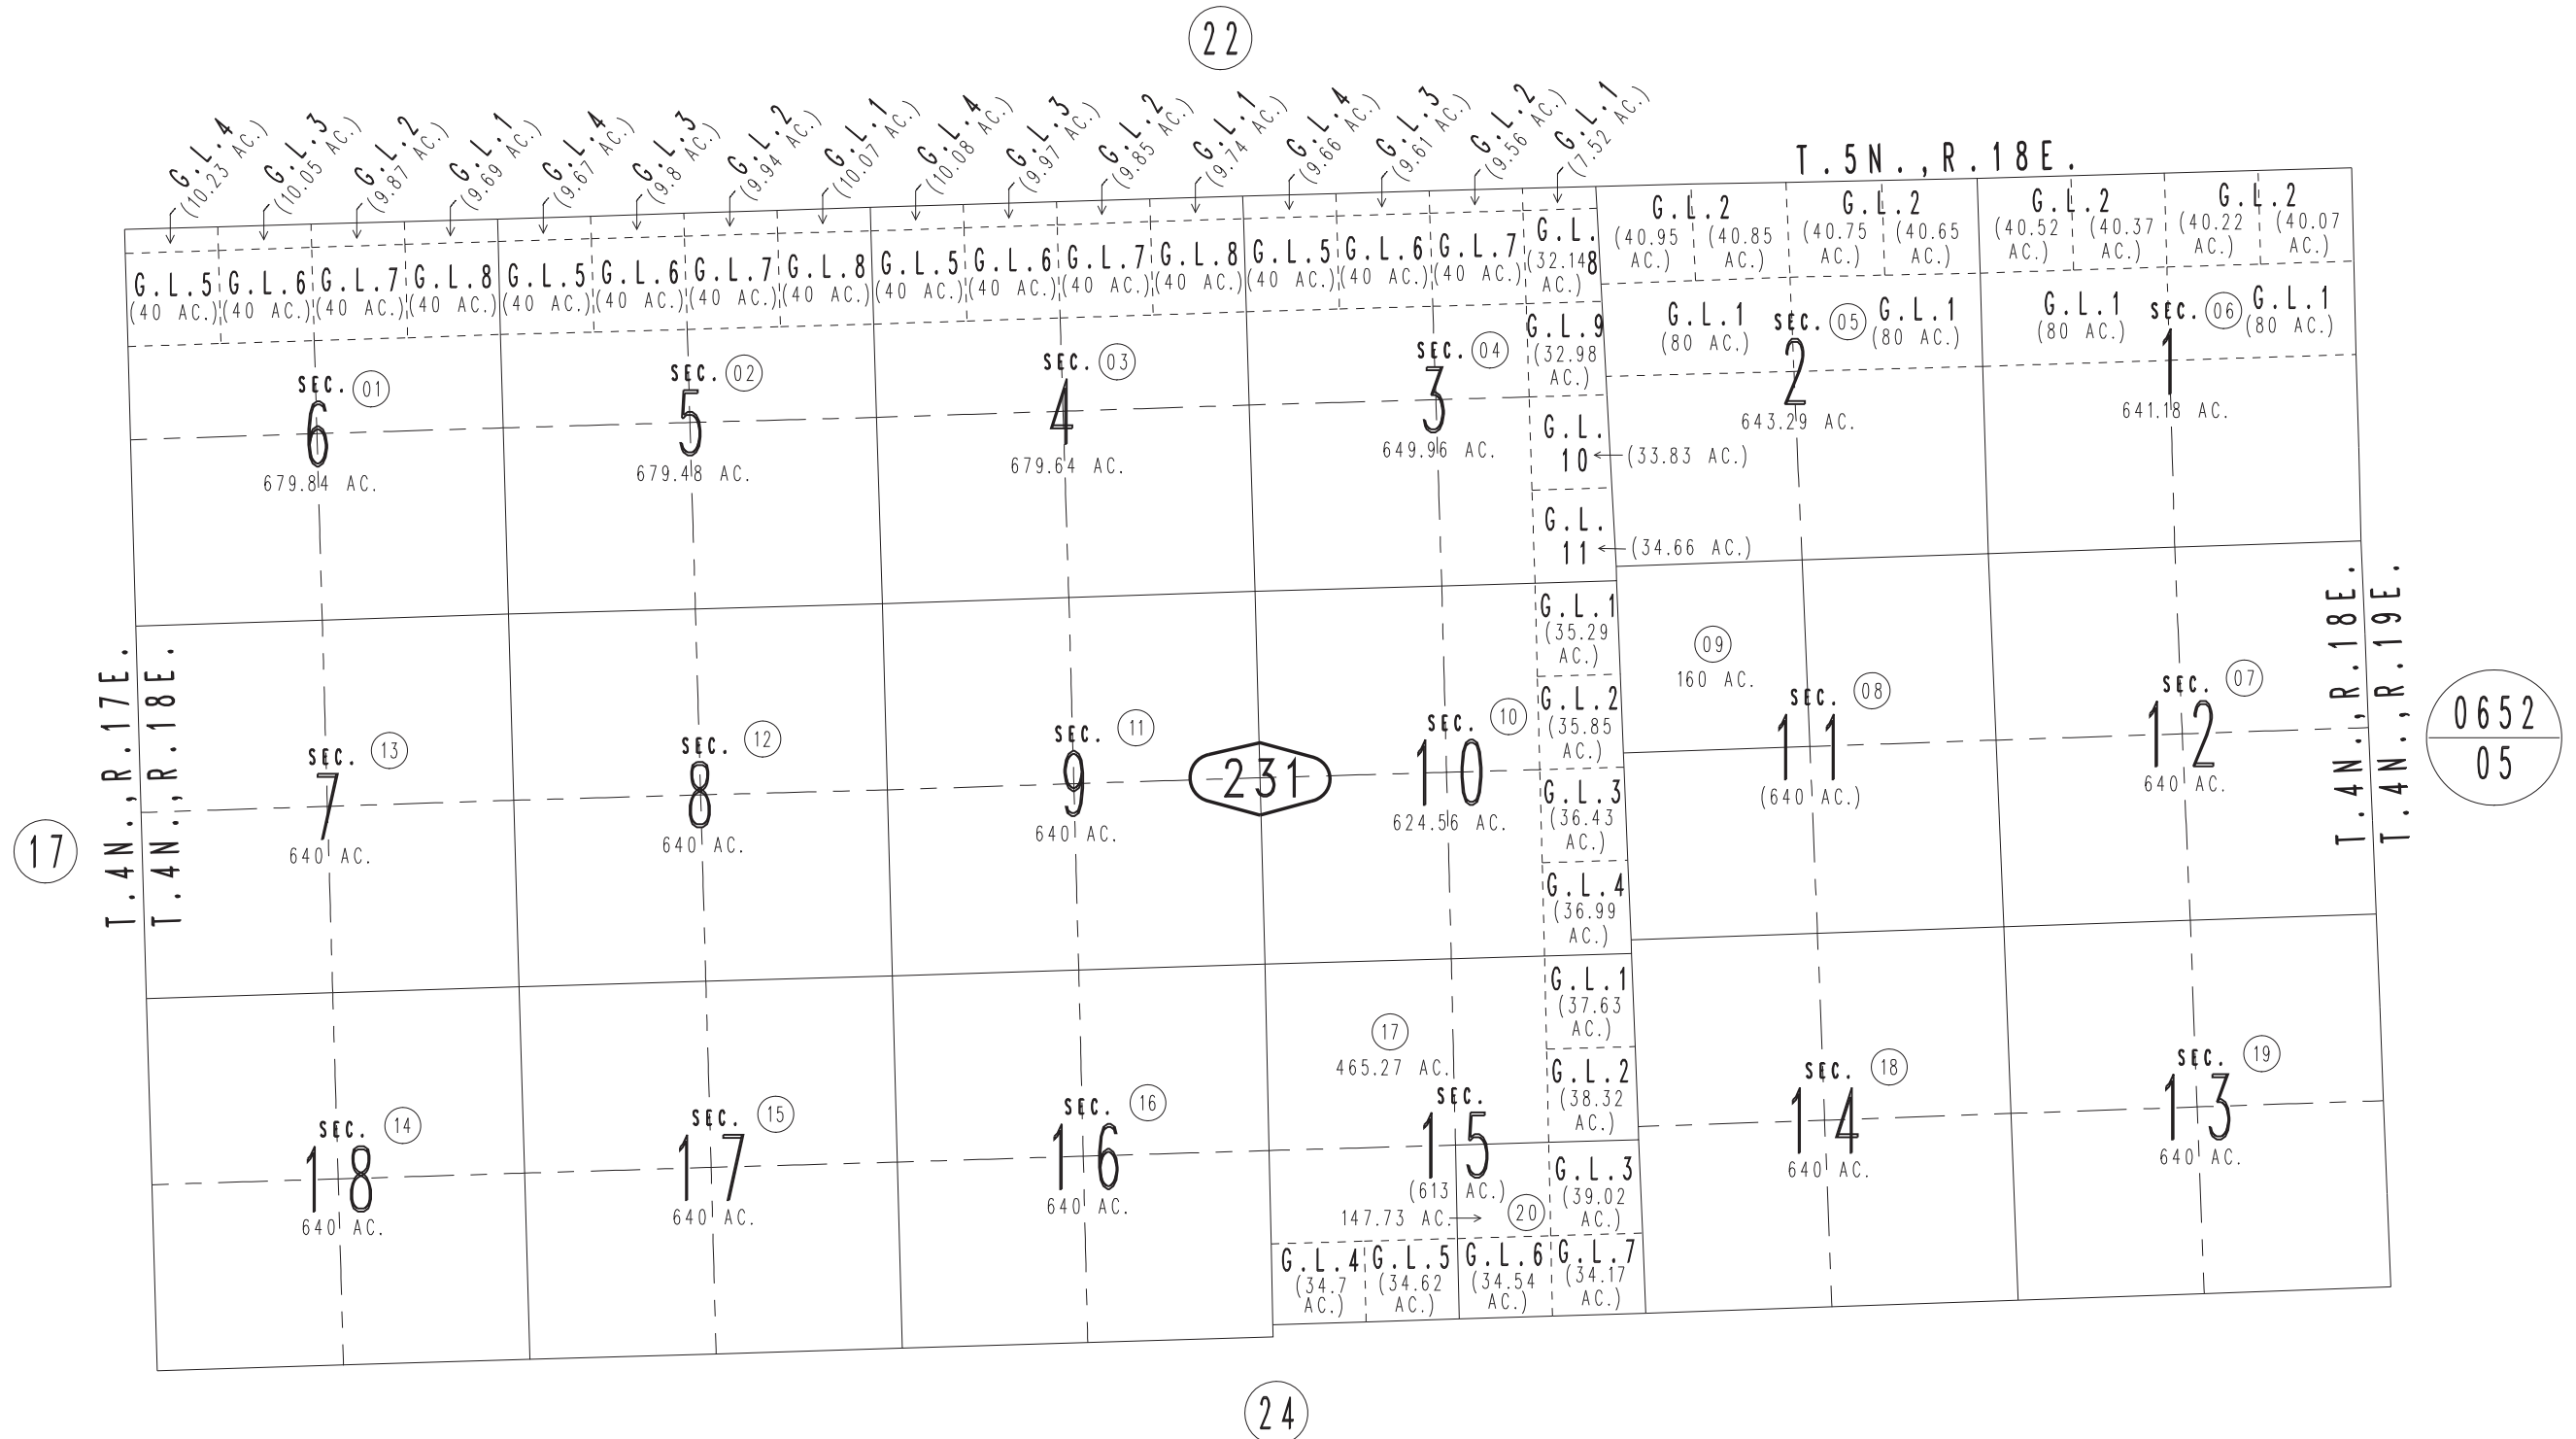 22
G.L.4
(10.23 AC.)
G.L.3
(10.05 AC.)
G.L.2
(9.87 AC.)
G.L.1
(9.69 AC.)
G.L.4
(9.67 AC.)
G.L.3
(9.8 AC.)
G.L.2
(9.94 AC.)
G.L.1
(10.07 AC.)
G.L.4
(10.08 AC.)
G.L.3
(9.97 AC.)
G.L.2
(9.85 AC.)
G.L.1
(9.74 AC.)
G.L.4
(9.66 AC.)
G.L.3
(9.61 AC.)
G.L.2
(9.56 AC.)
G.L.1
(7.52 AC.)
T.5N.,R.18E.
G.L.5
(40 AC.)
G.L.6
(40 AC.)
G.L.7
(40 AC.)
G.L.8
(40 AC.)
G.L.5
(40 AC.)
G.L.6
(40 AC.)
G.L.7
(40 AC.)
G.L.8
(40 AC.)
G.L.5
(40 AC.)
G.L.6
(40 AC.)
G.L.7
(40 AC.)
G.L.8
(40 AC.)
G.L.5
(40 AC.)
G.L.6
(40 AC.)
G.L.7
(40 AC.)
G.L.
8
(32.14
AC.)
G.L.2
(40.95
AC.)
(40.85
AC.)
G.L.2
(40.75
AC.)
(40.65
AC.)
G.L.2
(40.52
AC.)
(40.37
AC.)
G.L.2
(40.22
AC.)
(40.07
AC.)
SEC. 01
6
679.84 AC.
SEC. 02
5
679.48 AC.
SEC. 03
4
679.64 AC.
SEC. 04
3
649.96 AC.
G.L.9
(32.98
AC.)
G.L.
10
(33.83 AC.)
G.L.
11
(34.66 AC.)
G.L.1
(80 AC.)
SEC. 05
2
643.29 AC.
G.L.1
(80 AC.)
G.L.1
(80 AC.)
SEC. 06
1
641.18 AC.
G.L.1
(80 AC.)
T.4N.,R.17E.
T.4N.,R.18E.
17
SEC. 13
7
640 AC.
SEC. 12
8
640 AC.
SEC. 11
9
640 AC.
231
SEC. 10
10
624.56 AC.
G.L.1
(35.29
AC.)
G.L.2
(35.85
AC.)
G.L.3
(36.43
AC.)
G.L.4
(36.99
AC.)
09
160 AC.
SEC. 08
11
(640 AC.)
SEC. 07
12
640 AC.
T.4N.,R.18E.
T.4N.,R.19E.
0652
05
SEC. 14
18
640 AC.
SEC. 15
17
640 AC.
SEC. 16
16
640 AC.
17
465.27 AC.
SEC.
15
(613 AC.)
147.73 AC.
20
G.L.1
(37.63
AC.)
G.L.2
(38.32
AC.)
G.L.3
(39.02
AC.)
G.L.4
(34.7
AC.)
G.L.5
(34.62
AC.)
G.L.6
(34.54
AC.)
G.L.7
(34.17
AC.)
SEC. 18
14
640 AC.
SEC. 19
13
640 AC.
24